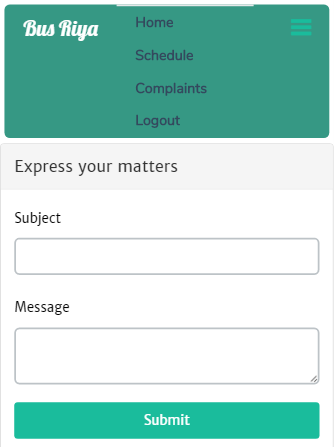 Bus Riya
Home
Schedule
Complaints
Logout
Express your matters
Subject
Message
Submit